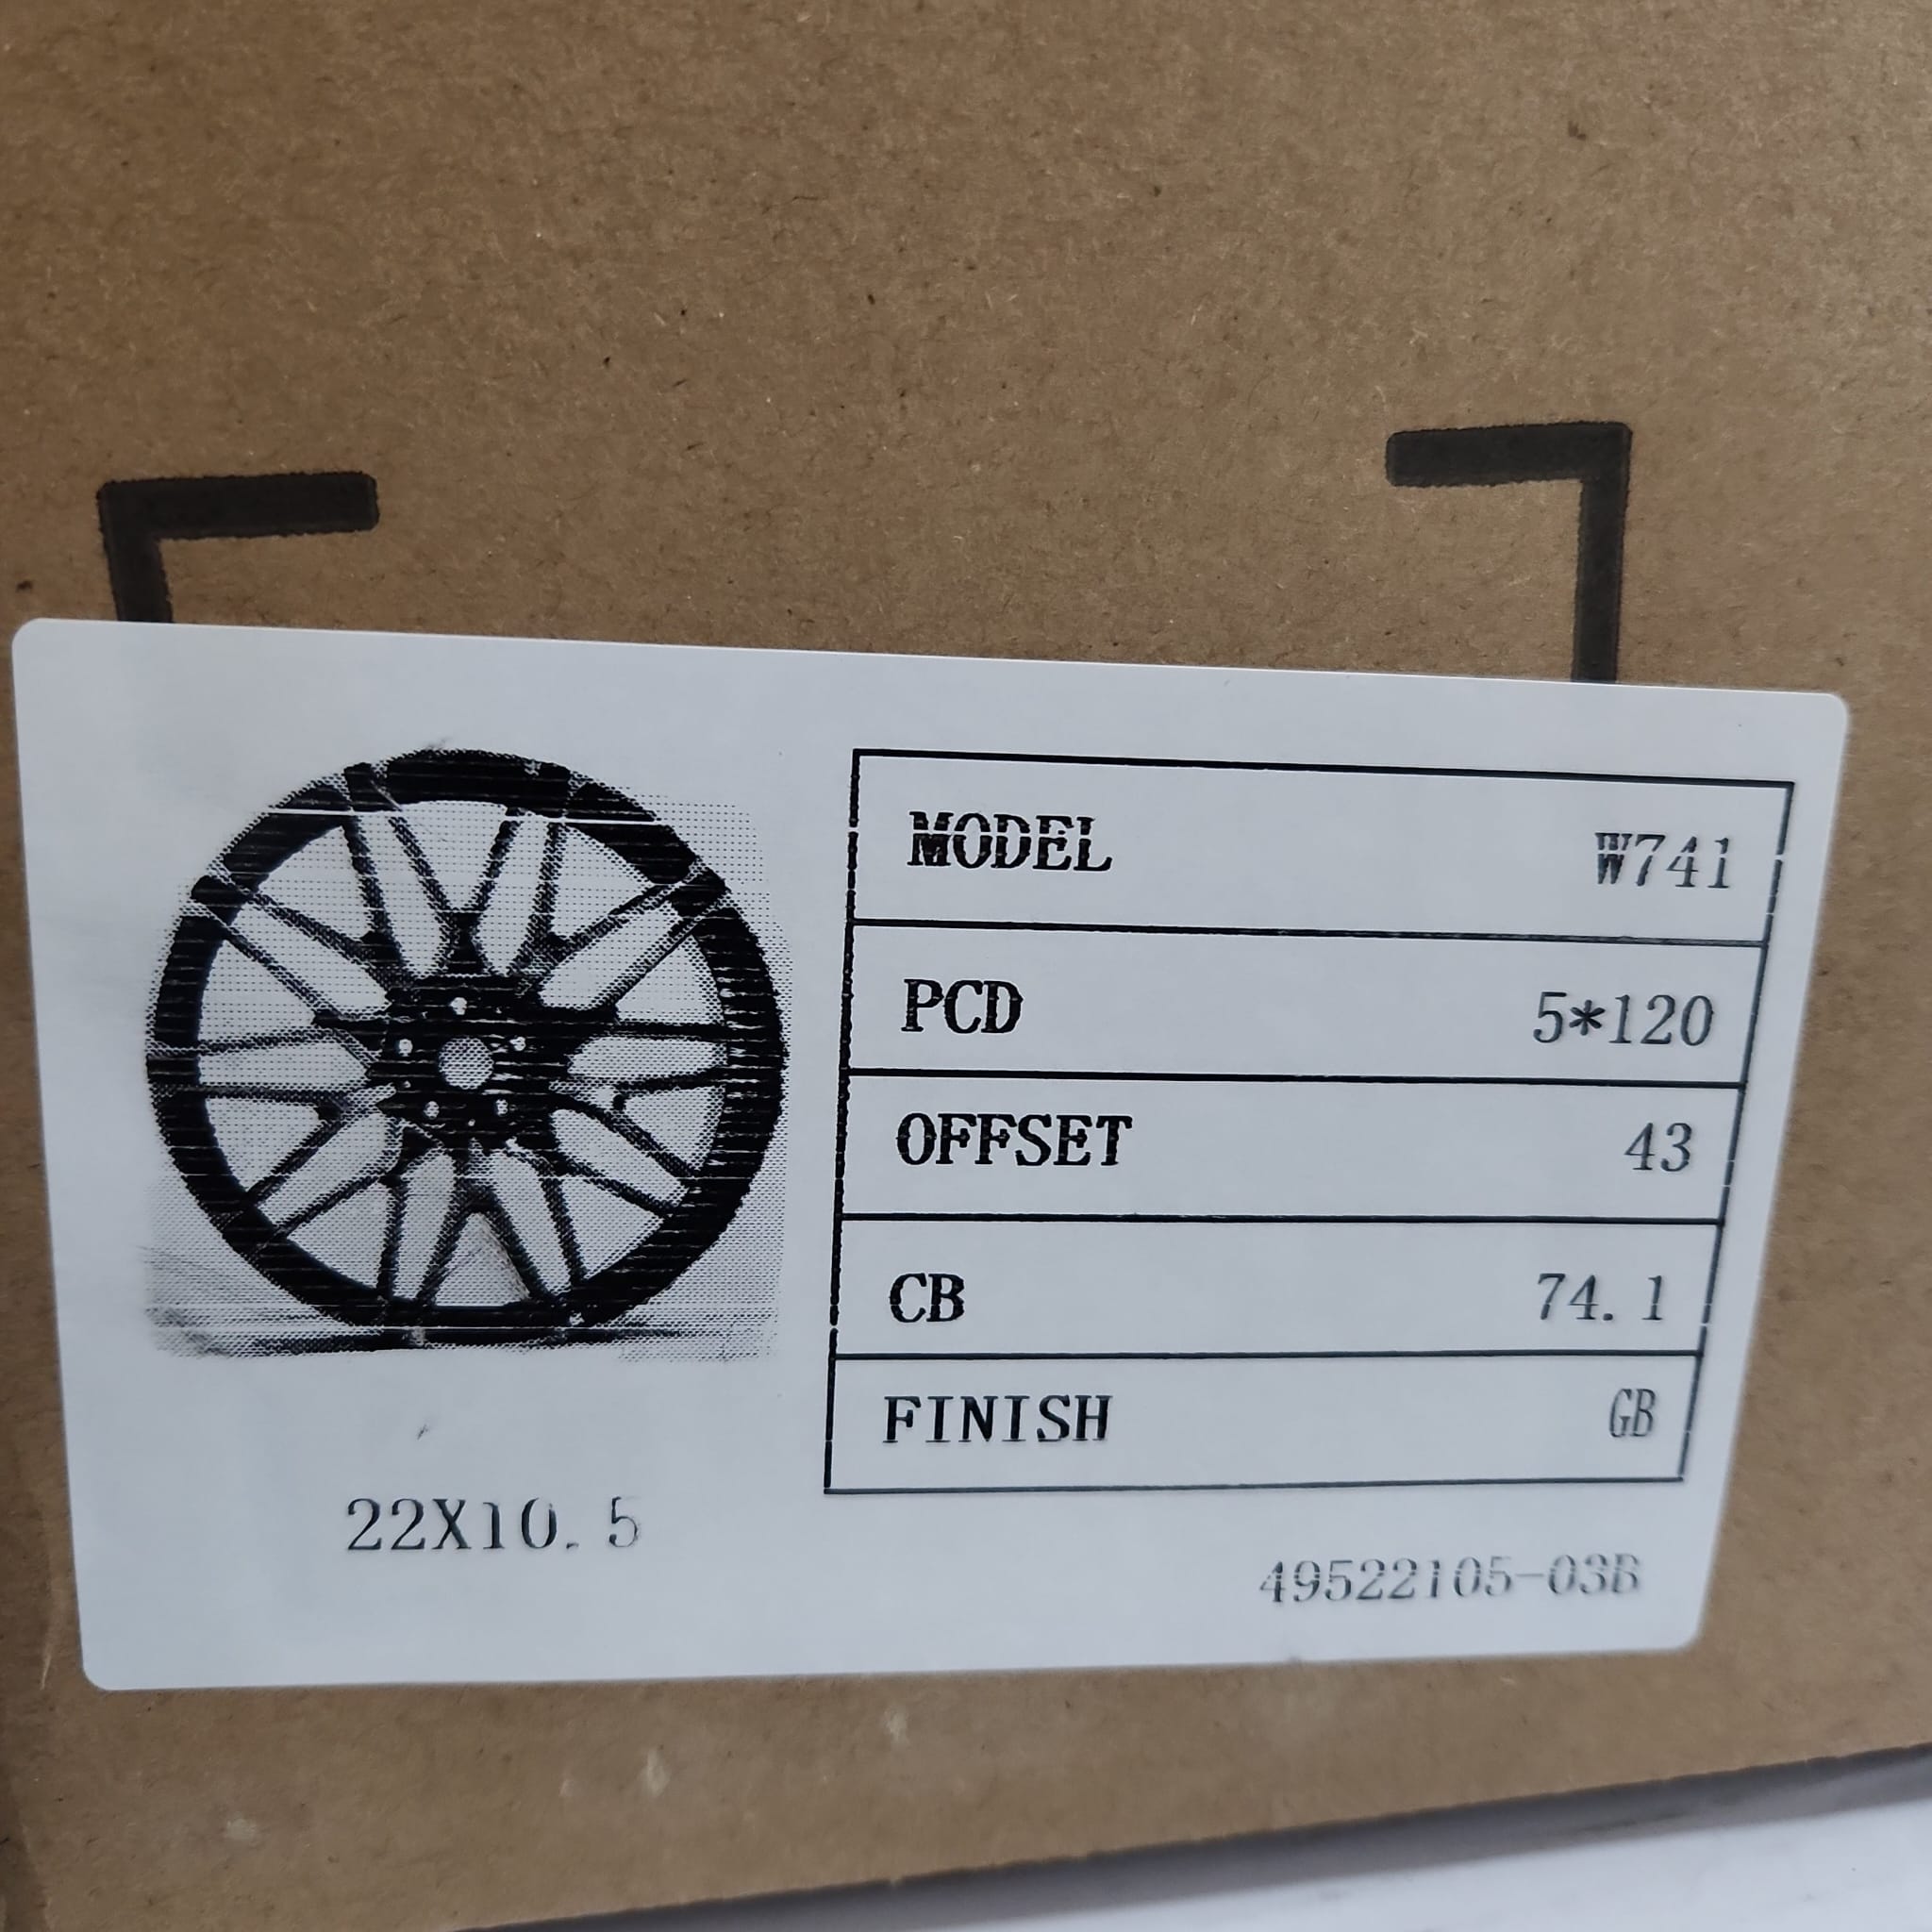 MODEL W741
PCD 5*120
OFFSET 43
CB 74.1
FINISH GB
22X10.5
49522105-03B